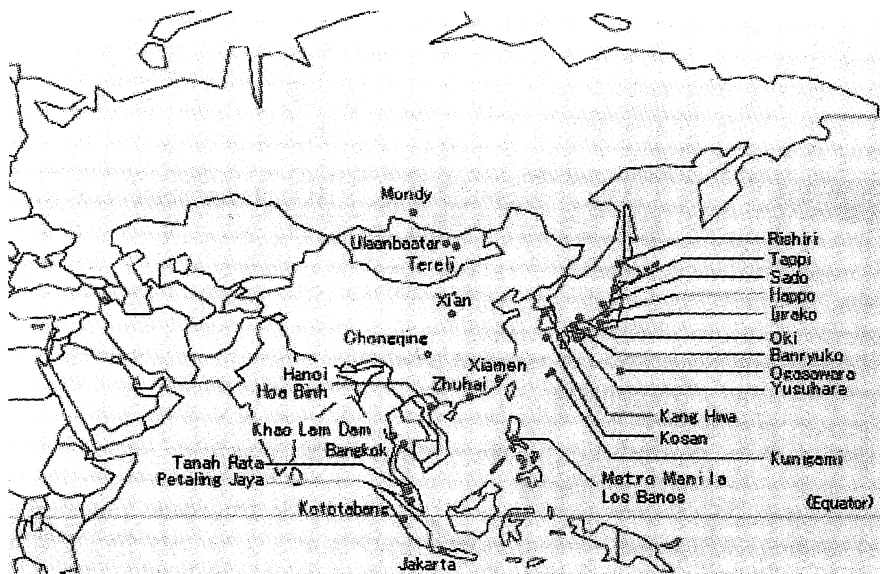 Mondy
Ulaanbaatar
Terelj
Xi'an
Chongqing
Xiamen
Hanoi
Hoa Binh
Zhuhai
Khao Lam Dam
Bangkok
Tanah Rata
Petaling Jaya
Kototabang
Jakarta
Rishiri
Tappi
Sado
Happo
Ijirako
Oki
Banryuko
Ogasawara
Yusuhara
Kang Hwa
Kosan
Kunigami
Metro Manila
Los Banos
(Equator)